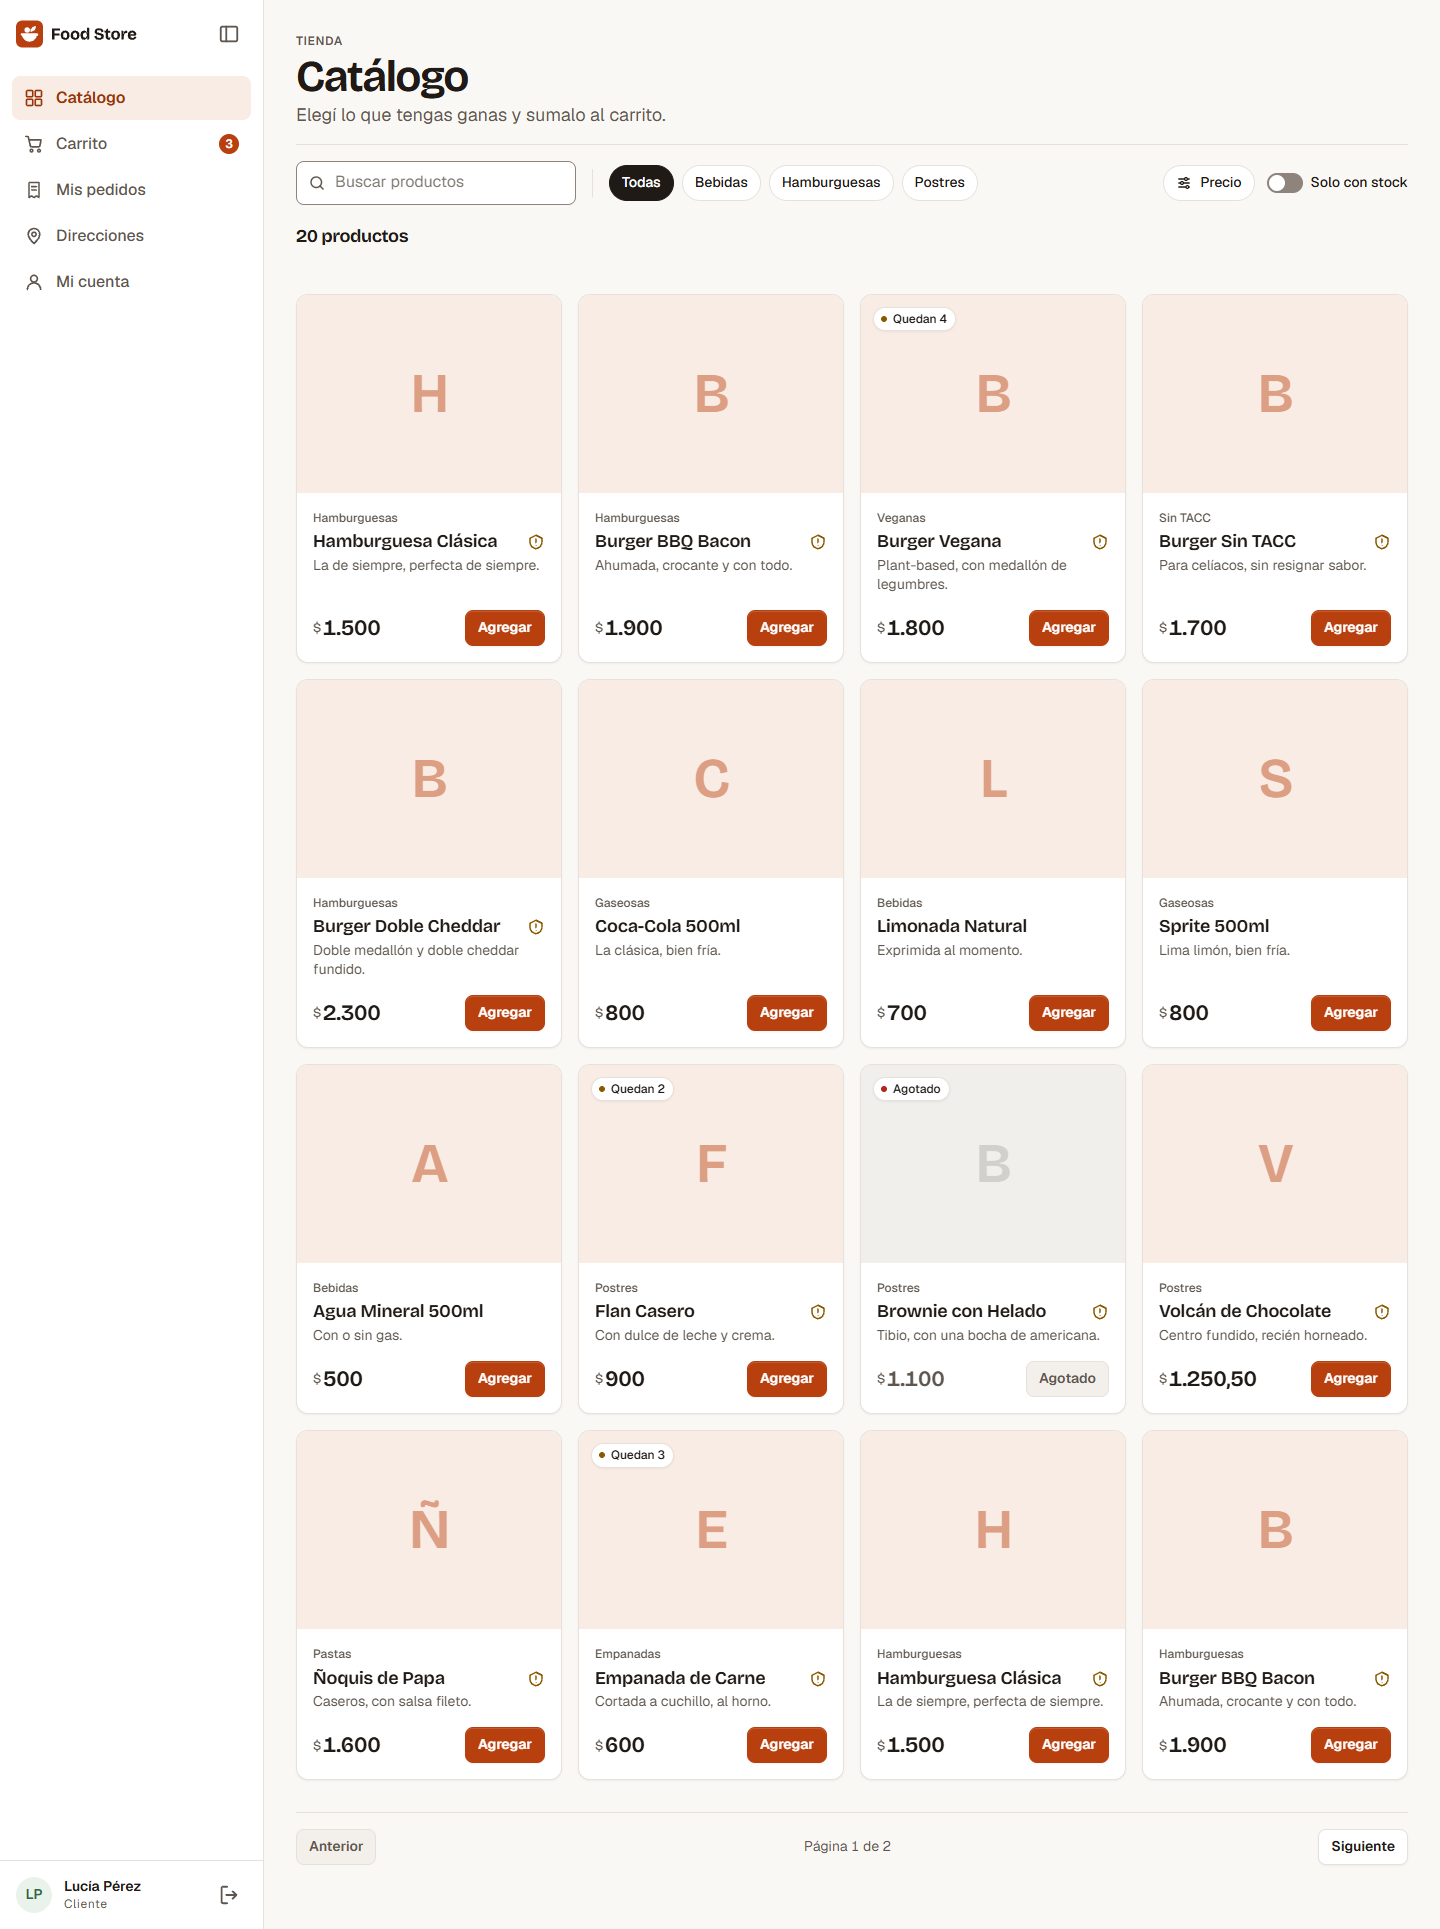 Food Store
Catálogo
Carrito
3
Mis pedidos
Direcciones
Mi cuenta
LP
Lucía Pérez
Cliente
TIENDA
Catálogo
Elegí lo que tengas ganas y sumalo al carrito.
Buscar productos
Todas
Bebidas
Hamburguesas
Postres
Precio
Solo con stock
20 productos
H
Hamburguesas
Hamburguesa Clásica
La de siempre, perfecta de siempre.
$1.500
Agregar
B
Hamburguesas
Burger BBQ Bacon
Ahumada, crocante y con todo.
$1.900
Agregar
Quedan 4
B
Veganas
Burger Vegana
Plant-based, con medallón de
legumbres.
$1.800
Agregar
B
Sin TACC
Burger Sin TACC
Para celíacos, sin resignar sabor.
$1.700
Agregar
B
Hamburguesas
Burger Doble Cheddar
Doble medallón y doble cheddar
fundido.
$2.300
Agregar
C
Gaseosas
Coca-Cola 500ml
La clásica, bien fría.
$800
Agregar
L
Bebidas
Limonada Natural
Exprimida al momento.
$700
Agregar
S
Gaseosas
Sprite 500ml
Lima limón, bien fría.
$800
Agregar
A
Bebidas
Agua Mineral 500ml
Con o sin gas.
$500
Agregar
Quedan 2
F
Postres
Flan Casero
Con dulce de leche y crema.
$900
Agregar
Agotado
B
Postres
Brownie con Helado
Tibio, con una bocha de americana.
$1.100
Agotado
V
Postres
Volcán de Chocolate
Centro fundido, recién horneado.
$1.250,50
Agregar
Ñ
Pastas
Ñoquis de Papa
Caseros, con salsa fileto.
$1.600
Agregar
Quedan 3
E
Empanadas
Empanada de Carne
Cortada a cuchillo, al horno.
$600
Agregar
H
Hamburguesas
Hamburguesa Clásica
La de siempre, perfecta de siempre.
$1.500
Agregar
B
Hamburguesas
Burger BBQ Bacon
Ahumada, crocante y con todo.
$1.900
Agregar
Anterior
Página 1 de 2
Siguiente